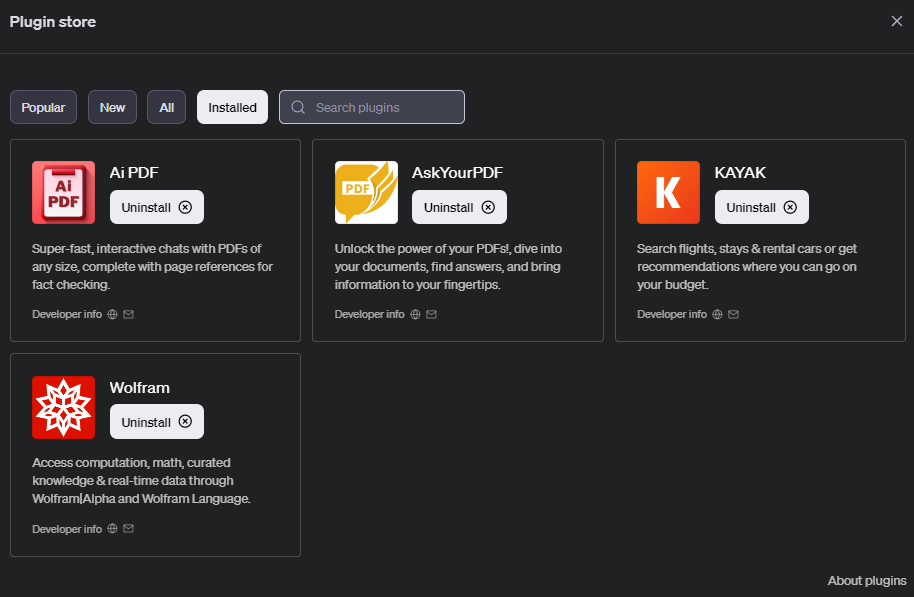 Plugin store
Popular
New
All
Installed
Search plugins
Ai
PDF
Ai PDF
Uninstall
Super-fast, interactive chats with PDFs of
any size, complete with page references for
fact checking.
Developer info
PDF
AskYourPDF
Uninstall
Unlock the power of your PDFs!, dive into
your documents, find answers, and bring
information to your fingertips.
Developer info
K
KAYAK
Uninstall
Search flights, stays & rental cars or get
recommendations where you can go on
your budget.
Developer info
Wolfram
Uninstall
Access computation, math, curated
knowledge & real-time data through
Wolfram|Alpha and Wolfram Language.
Developer info
About plugins